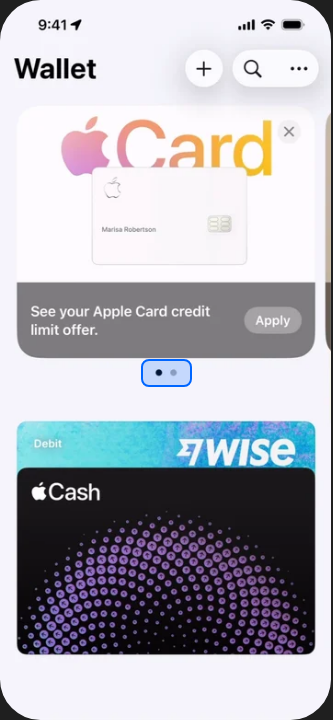 9:41
Wallet
Card
Marisa Robertson
See your Apple Card credit
limit offer.
Apply
Debit
7WISE
Cash